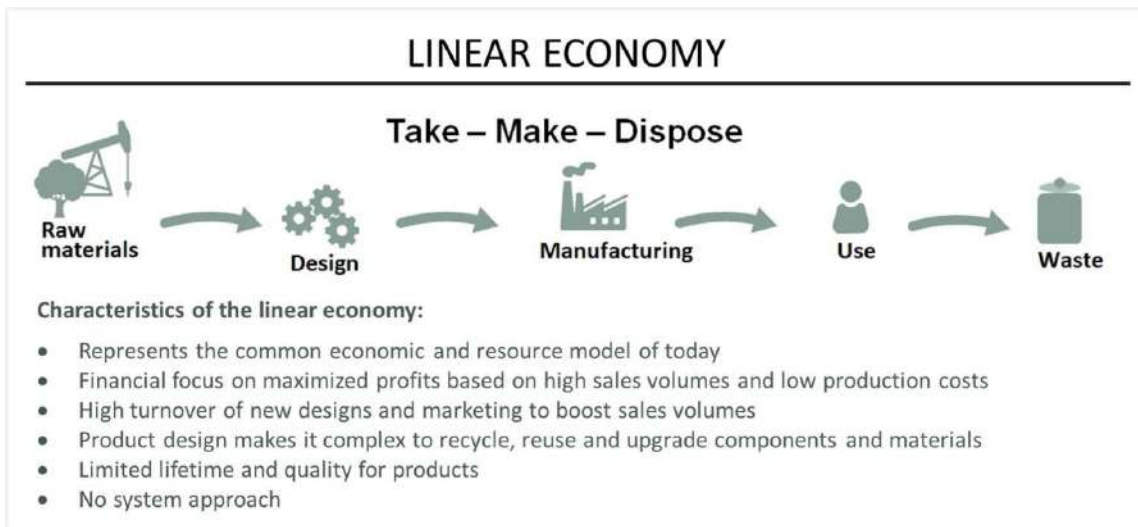 LINEAR ECONOMY
Take – Make – Dispose
Raw
materials
Design
Manufacturing
Use
Waste
Characteristics of the linear economy:
• Represents the common economic and resource model of today
• Financial focus on maximized profits based on high sales volumes and low production costs
• High turnover of new designs and marketing to boost sales volumes
• Product design makes it complex to recycle, reuse and upgrade components and materials
• Limited lifetime and quality for products
• No system approach